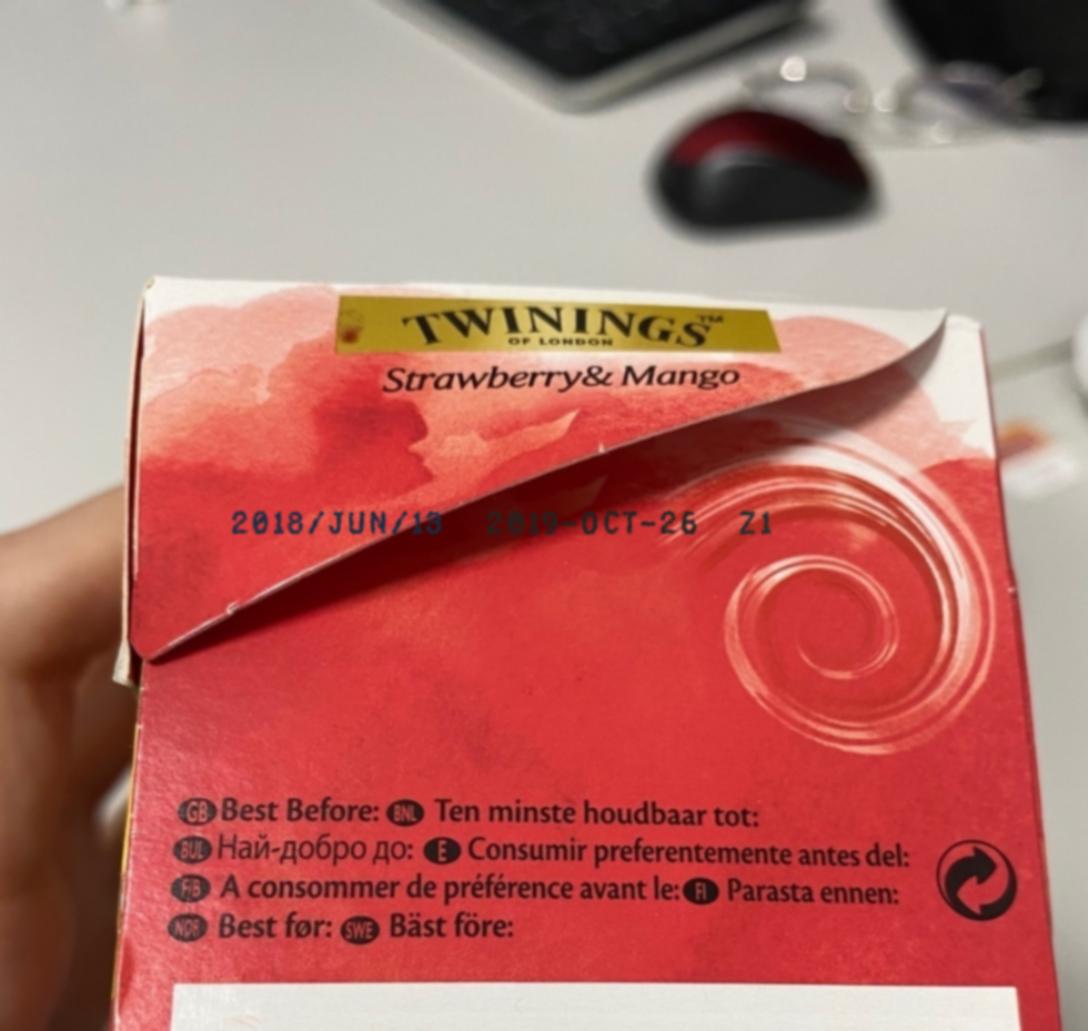 TWININGS™
OF LONDON
Strawberry& Mango
2018/JUN/13 2019-OCT-26 Z1
GB Best Before: BNL Ten minste houdbaar tot:
BUL Най-добро до: E Consumir preferentemente antes del:
F/B A consommer de préférence avant le: FI Parasta ennen:
NOR Best før: SWE Bäst före: